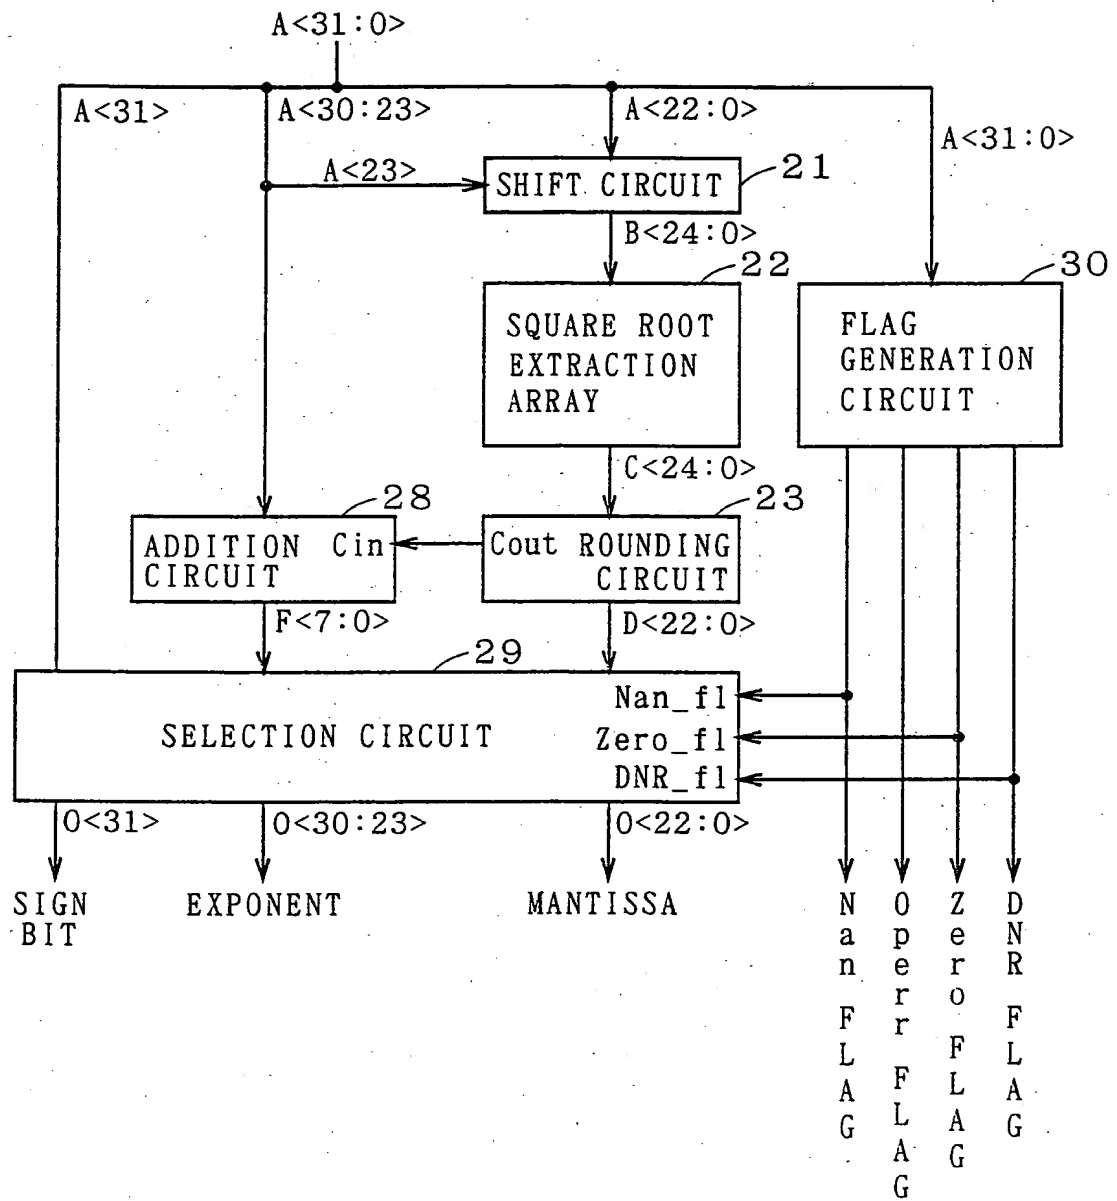 A<31:0>
A<31>
A<30:23>
A<22:0>
A<31:0>
A<23>
SHIFT CIRCUIT
21
B<24:0>
22
30
SQUARE ROOT
EXTRACTION
ARRAY
FLAG
GENERATION
CIRCUIT
C<24:0>
28
23
ADDITION Cin
CIRCUIT
Cout ROUNDING
CIRCUIT
F<7:0>
D<22:0>
29
SELECTION CIRCUIT
Nan_fl
Zero_fl
DNR_fl
O<31>
O<30:23>
O<22:0>
SIGN
BIT
EXPONENT
MANTISSA
Nan FLAG
Operr FLAG
Zero FLAG
DNR FLAG